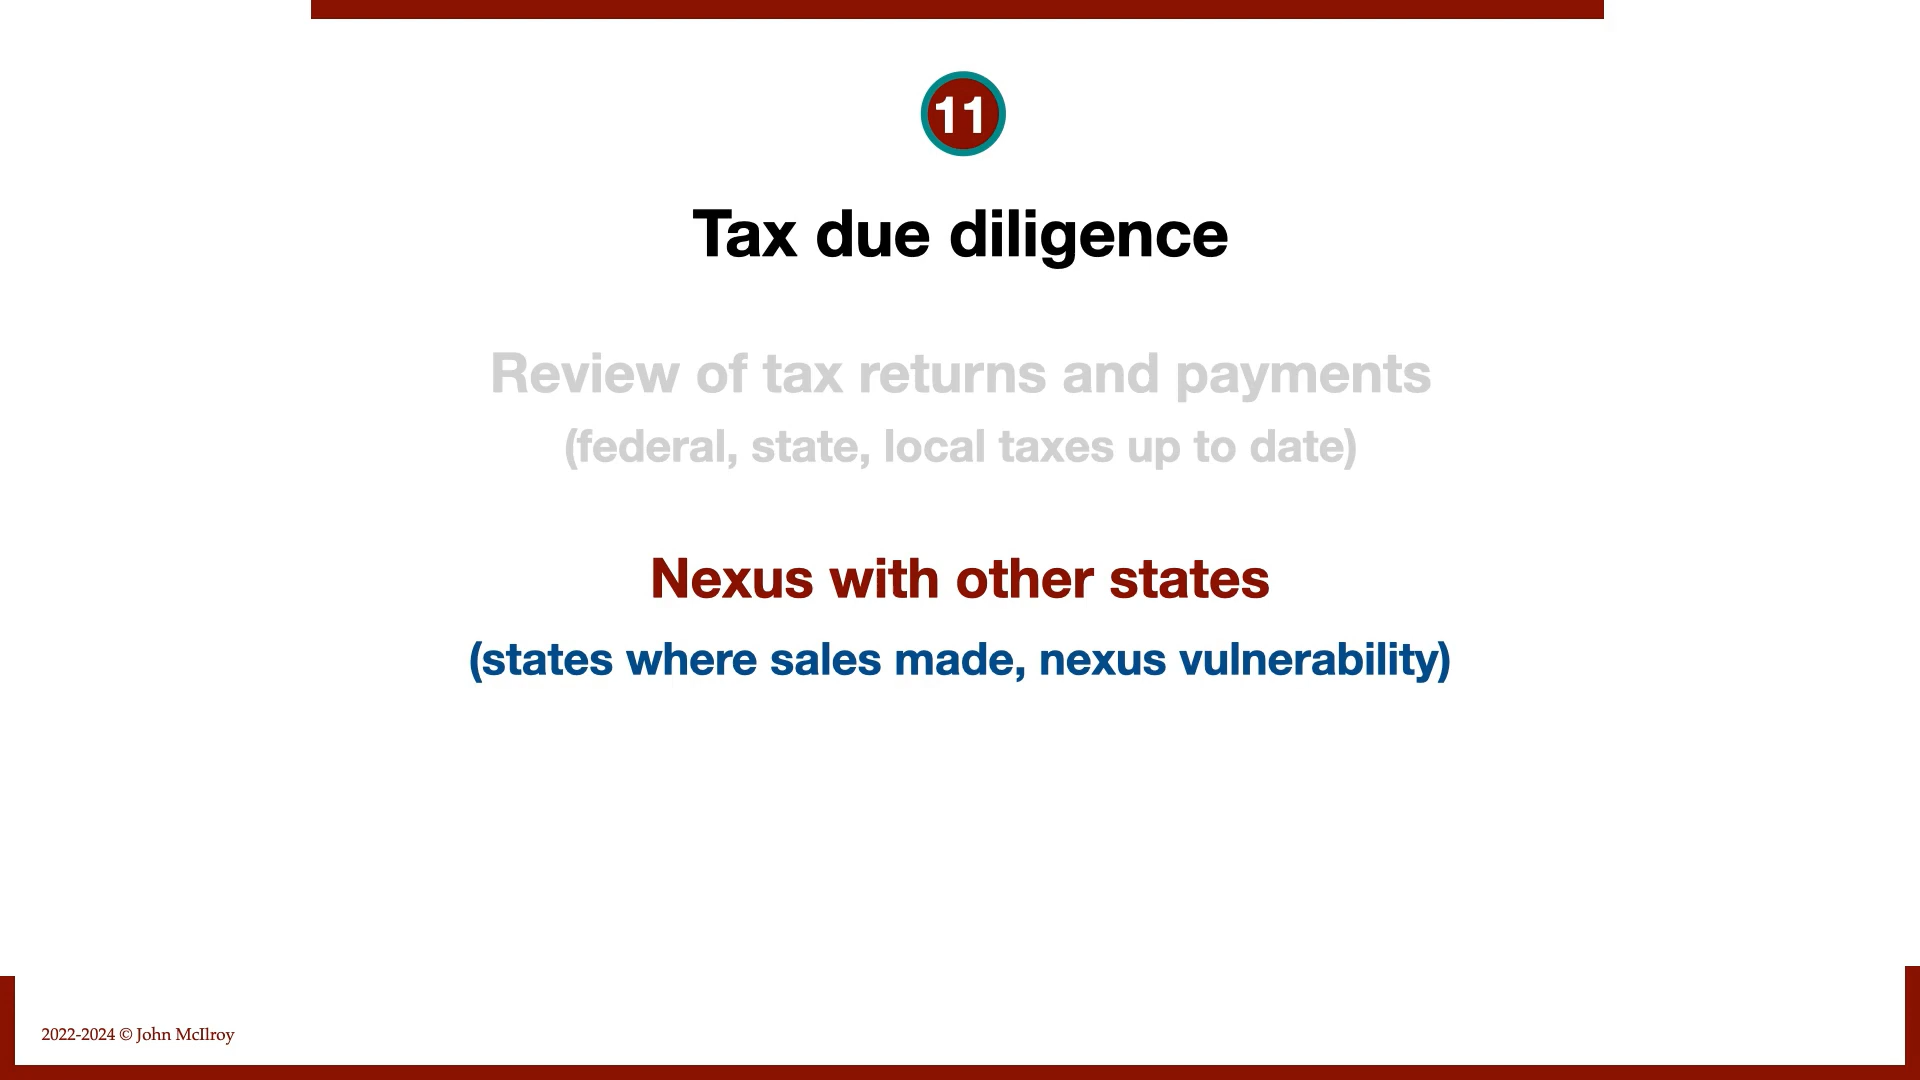 11
Tax due diligence
Review of tax returns and payments
(federal, state, local taxes up to date)
Nexus with other states
(states where sales made, nexus vulnerability)
2022-2024 © John McIlroy